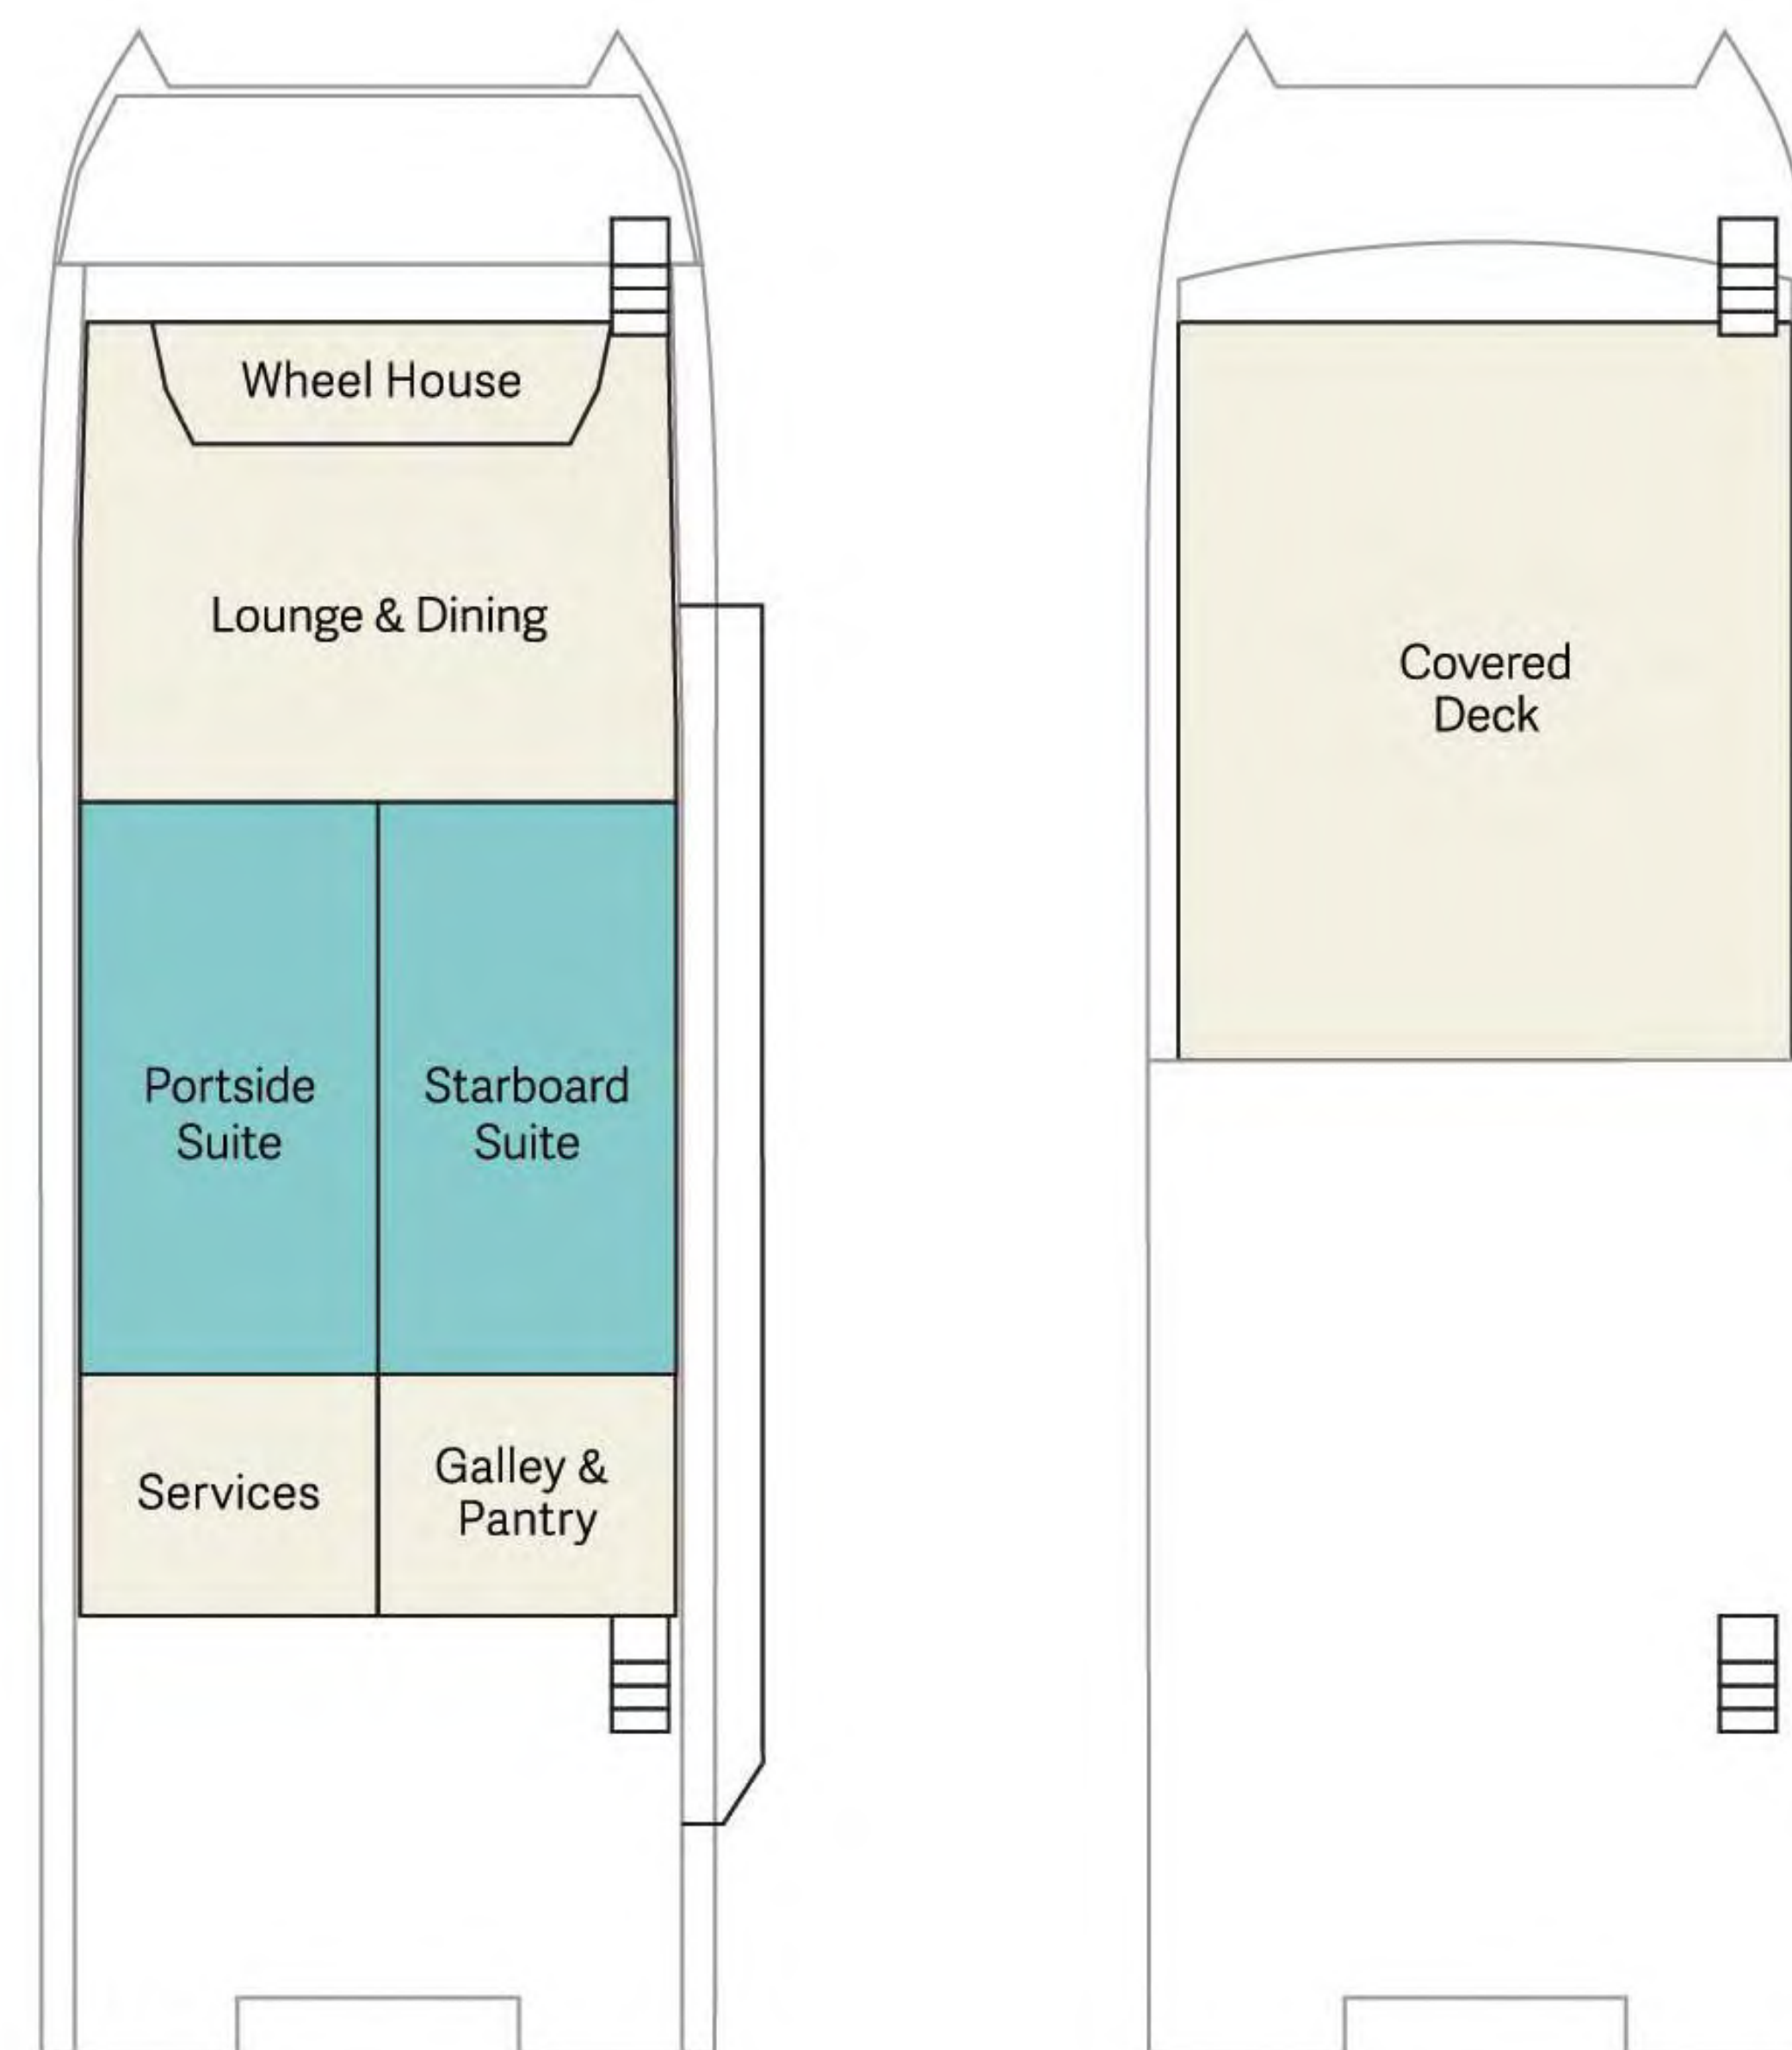 Wheel House
Lounge & Dining
Portside
Suite
Starboard
Suite
Services
Galley &
Pantry
Covered
Deck